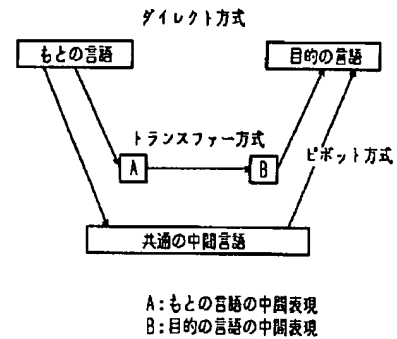 ダイレクト方式
もとの言語
目的の言語
トランスファー方式
A
B
ピボット方式
共通の中間言語
A:もとの言語の中間表現
B:目的の言語の中間表現